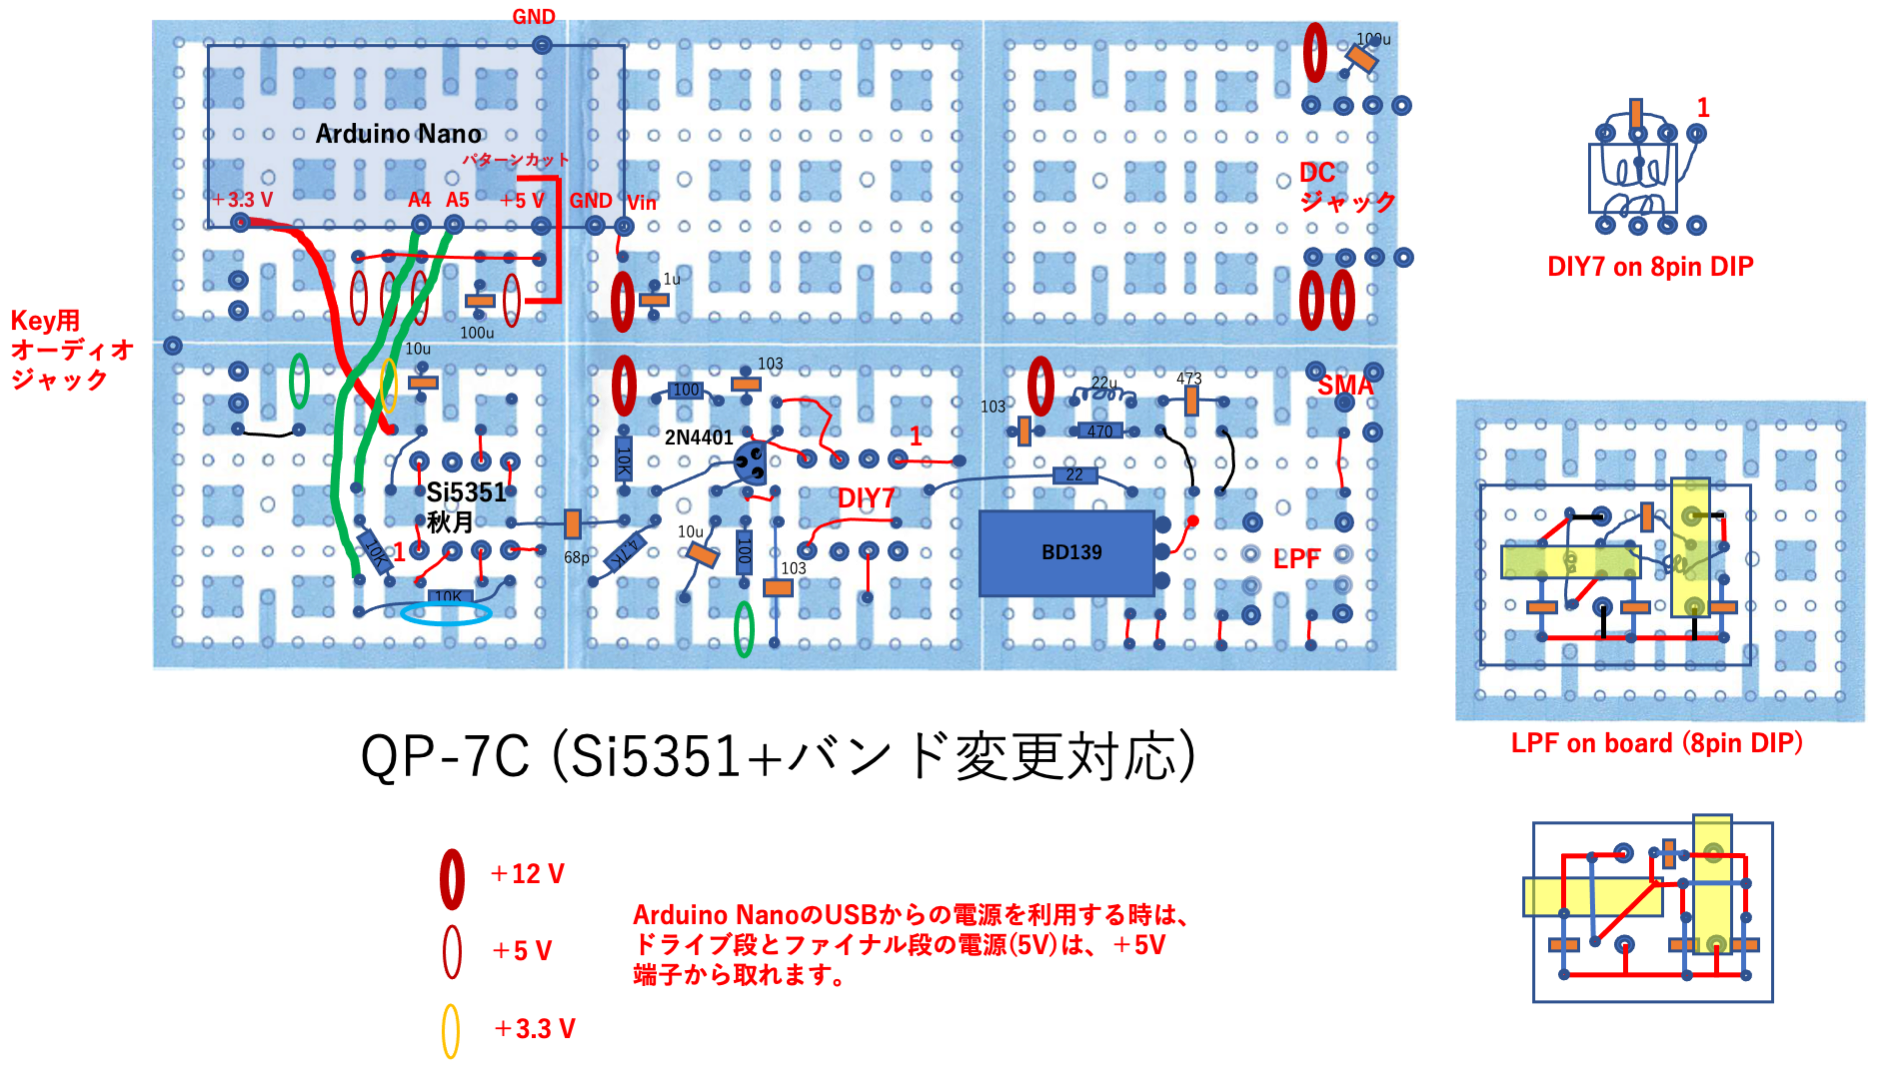 GND
100u
Arduino Nano
パターンカット
+3.3 V
A4
A5
+5 V
GND
Vin
DC
ジャック
1
DIY7 on 8pin DIP
1u
100u
Key用
オーディオ
ジャック
10u
103
100
2N4401
10K
1
103
22u
473
470
SMA
Si5351
秋月
DIY7
22
10K
1
68p
4.7K
10u
100
103
BD139
LPF
10K
LPF on board (8pin DIP)
QP-7C (Si5351+バンド変更対応)
+12 V
+5 V
+3.3 V
Arduino NanoのUSBからの電源を利用する時は、
ドライブ段とファイナル段の電源(5V)は、+5V
端子から取れます。